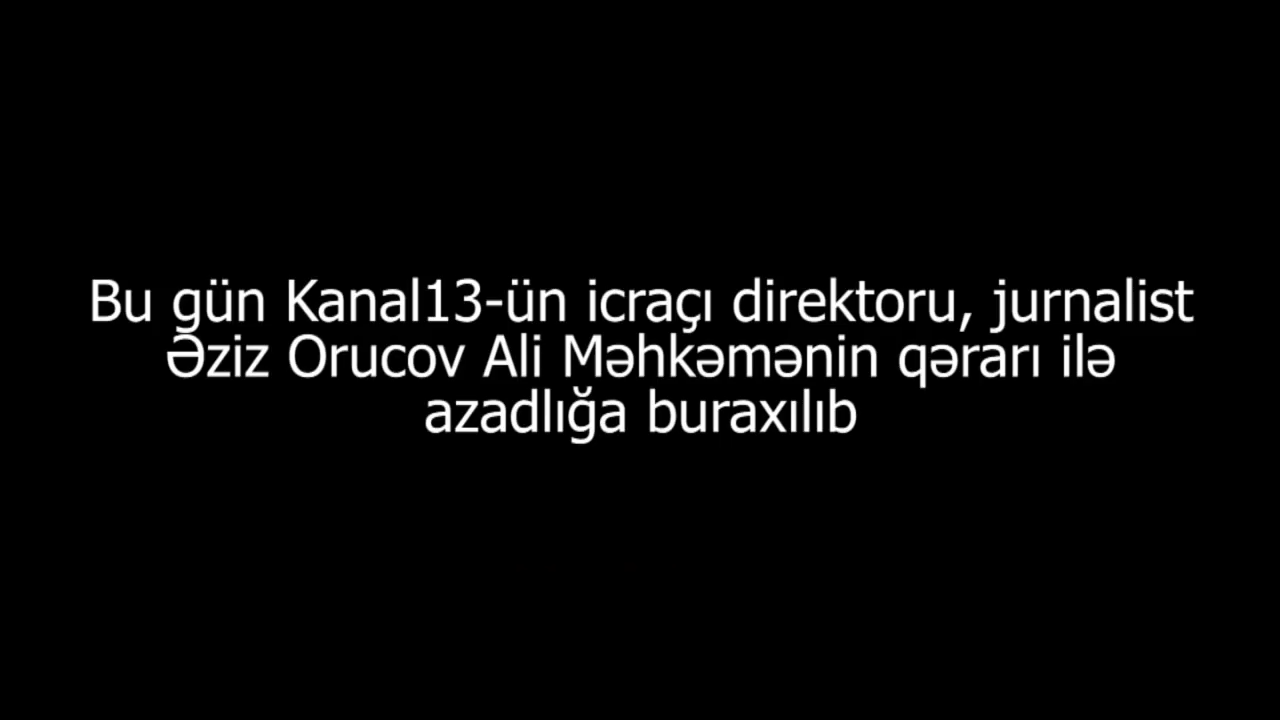 Bu gün Kanal13-ün icraçı direktoru, jurnalist
Əziz Orucov Ali Məhkəmənin qərarı ilə
azadlığa buraxılıb